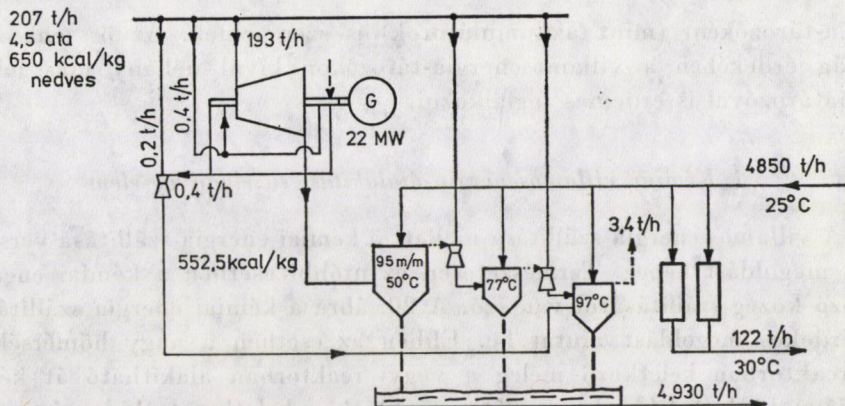 207 t/h
4,5 ata
650 kcal/kg
nedves
193 t/h
0,2 t/h
0,4 t/h
G
22 MW
0,4 t/h
4850 t/h
25°C
552,5kcal/kg
95 m/m
50°C
77°C
97°C
3,4 t/h
122 t/h
30°C
4,930 t/h